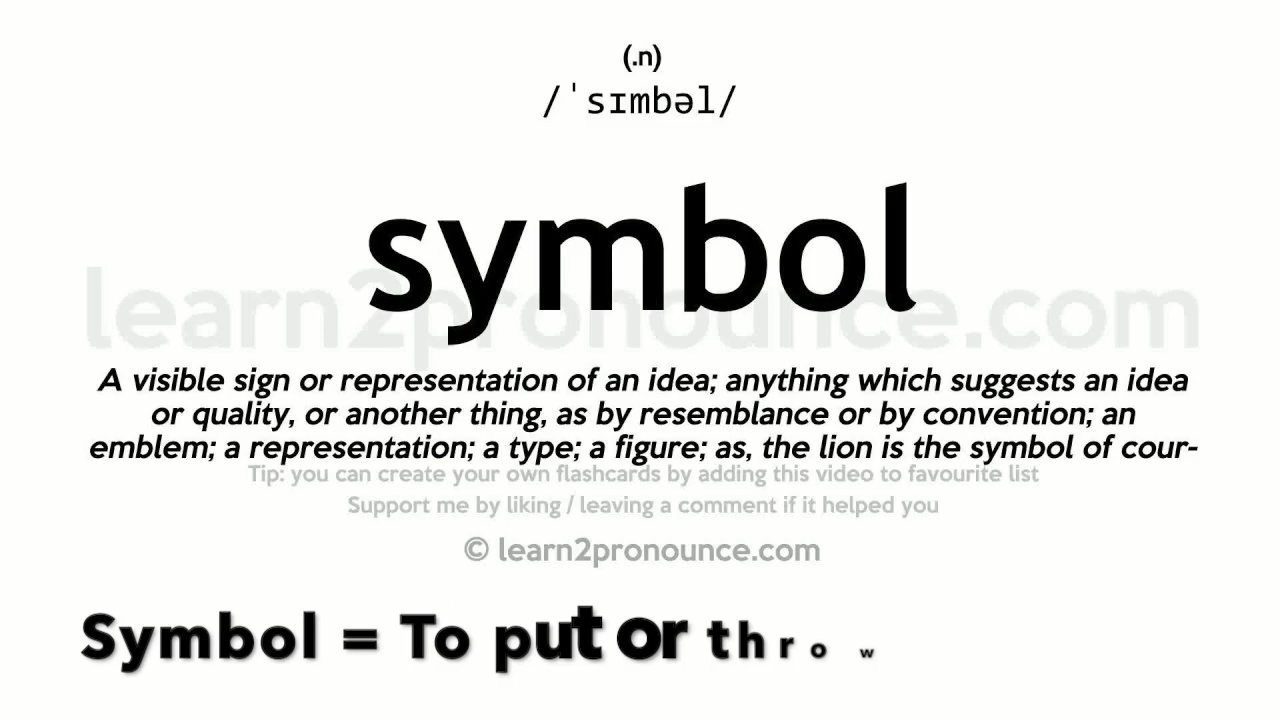 (.n)
/ˈsɪmbəl/
symbol
learn2pronounce.com
A visible sign or representation of an idea; anything which suggests an idea
or quality, or another thing, as by resemblance or by convention; an
emblem; a representation; a type; a figure; as, the lion is the symbol of cour-
Tip: you can create your own flashcards by adding this video to favourite list
Support me by liking / leaving a comment if it helped you
© learn2pronounce.com
Symbol = To put or throw